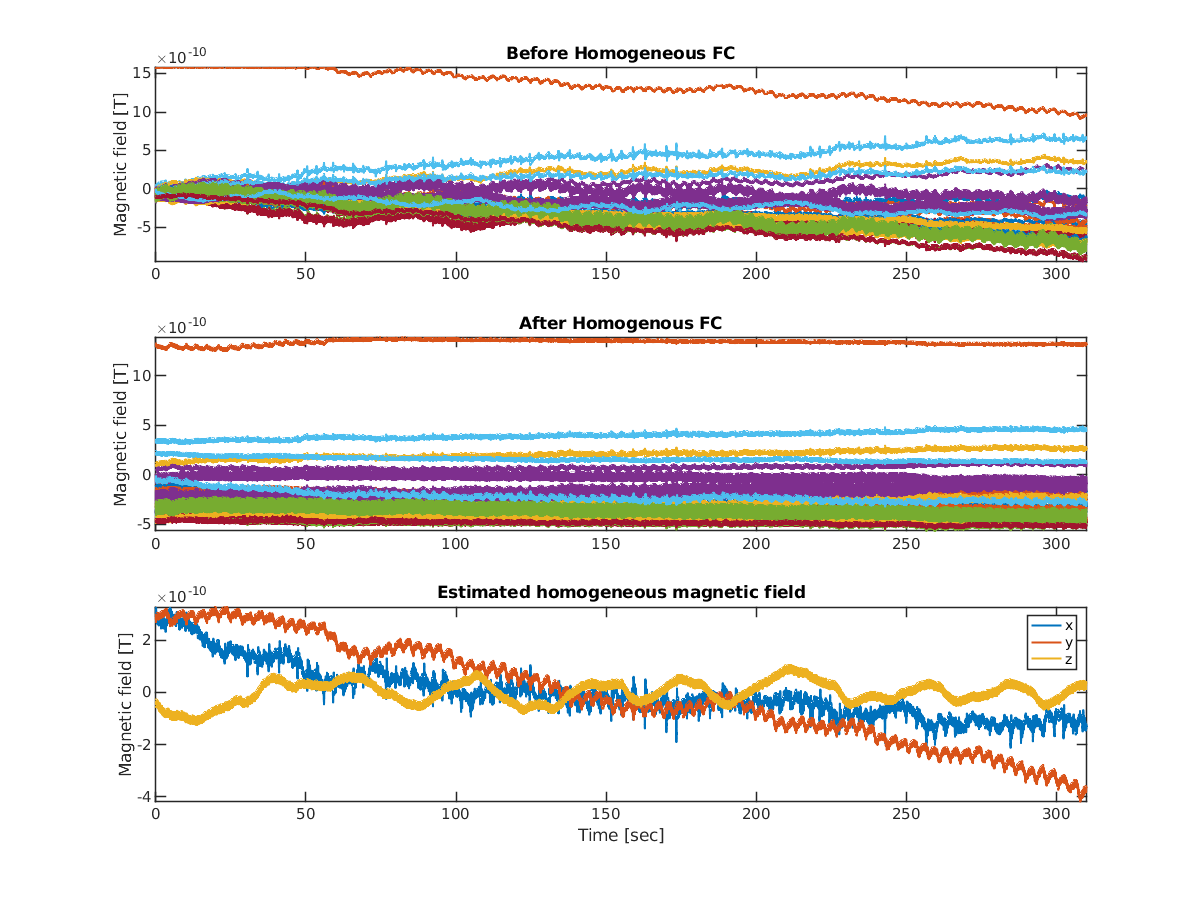 Before Homogeneous FC
×10-10
15
10
5
0
-5
Magnetic field [T]
0 50 100 150 200 250 300
After Homogenous FC
×10-10
10
5
0
-5
Magnetic field [T]
0 50 100 150 200 250 300
Estimated homogeneous magnetic field
×10-10
2
0
-2
-4
Magnetic field [T]
x
y
z
0 50 100 150 200 250 300
Time [sec]